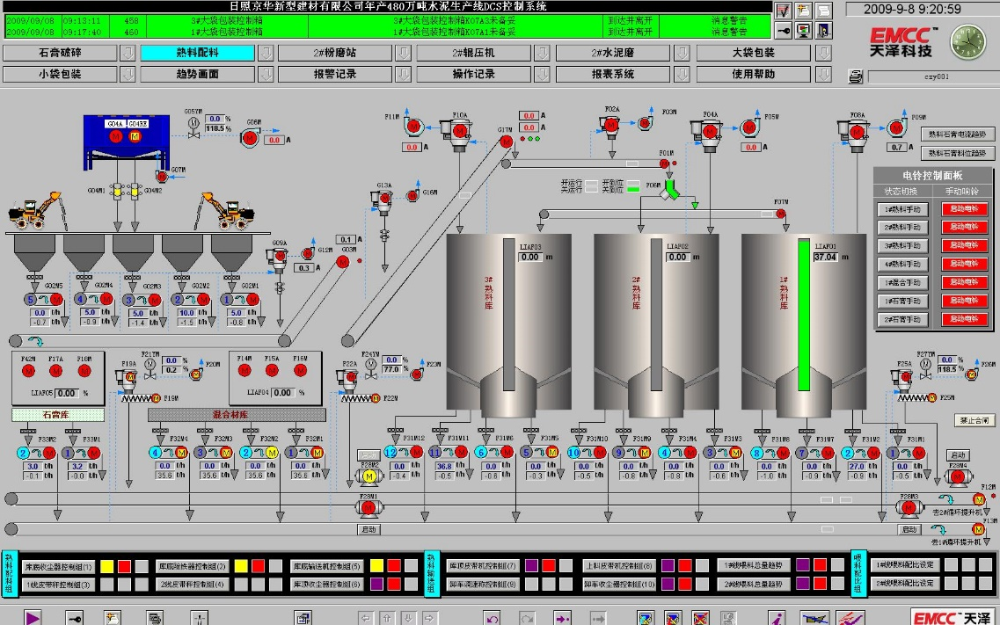 日照京华新型建材有限公司年产480万吨水泥生产线DCS控制系统
2009/09/08 09:13:11 458 3#大袋包装控制箱 3#大袋包装控制箱K07A3未备妥 到达并离开 消息警告
2009/09/08 09:17:40 460 1#大袋包装控制箱 1#大袋包装控制箱K07A1未备妥 到达并离开 消息警告
2009-9-8 9:20:59
EMCC™
天泽科技
石膏破碎 熟料配料 2#粉磨站 2#辊压机 2#水泥磨 大袋包装
小袋包装 趋势画面 报警记录 操作记录 报表系统 使用帮助
czy001
G04A G04RE
G05YM 0.0 %
118.5 %
G06M
0.0 A
G07M
G04M1 G04M2
F11M
0.0 A
F10A
G17M
0.0 A
0.0 A
F02A F03M
F04A F05M
0.0 A
F08A F09M
0.7 A
熟料石膏电流趋势
熟料石膏料位趋势
F01M
开运行 开到位
关运行 关到位
F06M
F07M
G13A G16M
G09A G12M
0.3 A
0.1 A
G03M
电铃控制面板
状态切换 手动响铃
1#熟料手动 启动电铃
2#熟料手动 启动电铃
3#熟料手动 启动电铃
4#熟料手动 启动电铃
1#混合手动 启动电铃
1#石膏手动 启动电铃
2#石膏手动 启动电铃
LIAF03
0.00 m
3#熟料库
LIAF02
0.00 m
2#熟料库
LIAF01
37.04 m
1#熟料库
G02M5 G02M4 G02M3 G02M2 G02M1
5 4 3 2 1
0.0 t/h 5.0 t/h 5.0 t/h 10.0 t/h 5.0 t/h
-0.7 t/h -0.9 t/h -1.4 t/h -1.5 t/h -0.8 t/h
F42M F17A F18M
LIAF05 0.00 %
石膏库
F19A
F21YM 0.0 %
0.2 %
F20M
F19M
F14M F15A F16M
LIAF04 0.00 %
混合材库
F22A
F24YM 0.0 %
77.0 %
F23M
F22M
F25A
F27YM 0.0 %
118.5 %
F26M
F25M
禁止合闸
F33M2 F33M1
2 1
3.0 t/h 3.2 t/h
-0.1 t/h -0.0 t/h
F32M4 F32M3 F32M2 F32M1
4 3 2 1
0.0 t/h 0.0 t/h 0.0 t/h 0.0 t/h
35.6 t/h 35.6 t/h 35.6 t/h 35.6 t/h
F31M12 F31M11 F31M6 F31M5
12 11 6 5
0.0 t/h 36.8 t/h 0.0 t/h 0.0 t/h
-0.4 t/h -0.5 t/h -0.6 t/h -0.3 t/h
F31M10 F31M9 F31M4 F31M3
10 9 4 3
0.0 t/h 0.0 t/h 0.0 t/h 0.0 t/h
-0.5 t/h -0.8 t/h -0.8 t/h -0.6 t/h
F31M8 F31M7 F31M2 F31M1
8 7 2 1
0.0 t/h 0.0 t/h 27.0 t/h 0.0 t/h
-1.0 t/h -0.9 t/h -0.9 t/h -0.5 t/h
F28M2
F28M1
启动
启动
F28M4
F28M3
启动
F12M
去2#循环提升机
F13M
去1#循环提升机
熟料配料组
库底收尘器控制组(1) 库底除铁器控制组(2) 库底输送机控制组(5)
1线皮带秤控制组(3) 2线皮带秤控制组(4) 库顶收尘器控制组(6)
熟料输送组
库顶皮带机控制组(7) 上料皮带机控制组(8) 1#线喂料总量趋势
卸车调速称控制组(9) 卸车收尘器控制组(10) 2#线喂料总量趋势
喂料配比组
1#线喂料配比设定
2#线喂料配比设定
EMCC 天泽